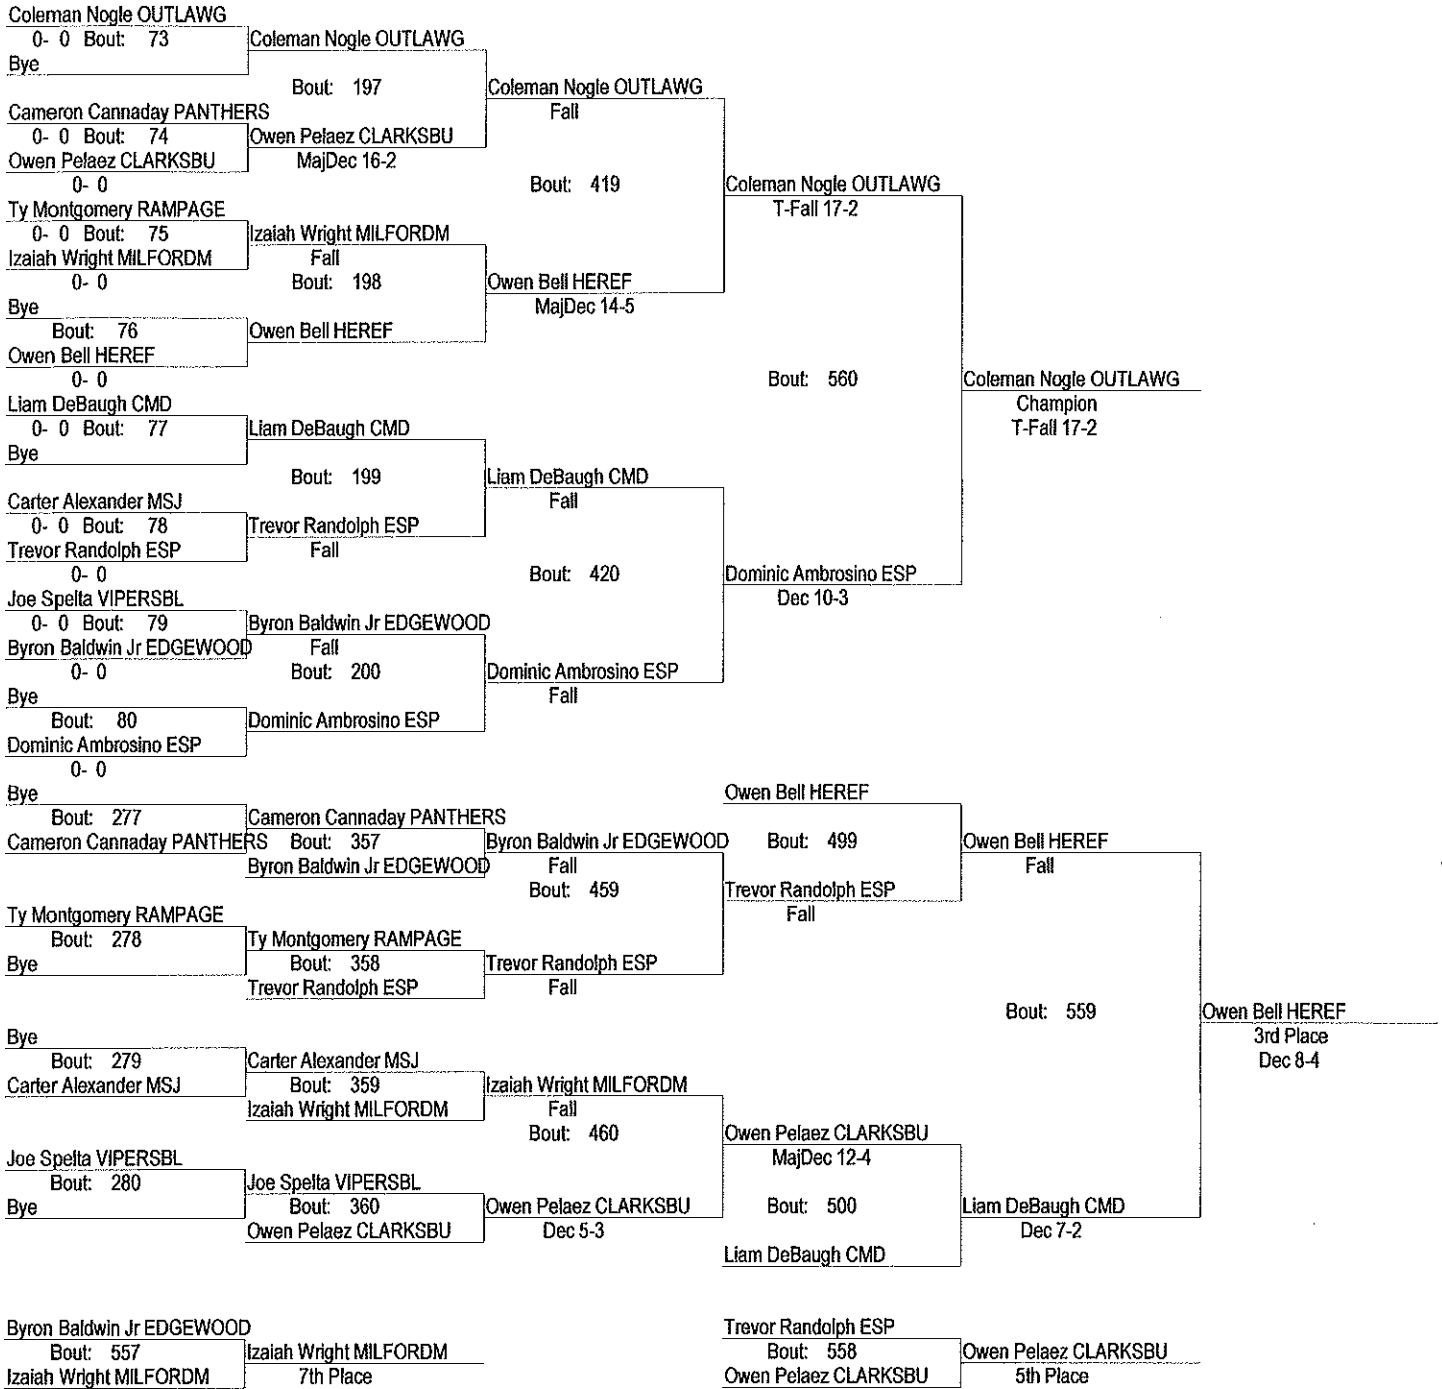 Coleman Nogle OUTLAWG
0- 0 Bout: 73
Bye
Coleman Nogle OUTLAWG
Bout: 197
Cameron Cannaday PANTHERS
0- 0 Bout: 74
Owen Pelaez CLARKSBU
0- 0
Owen Pelaez CLARKSBU
MajDec 16-2
Coleman Nogle OUTLAWG
Fall
Bout: 419
Ty Montgomery RAMPAGE
0- 0 Bout: 75
Izaiah Wright MILFORDM
0- 0
Izaiah Wright MILFORDM
Fall
Bout: 198
Bye
Bout: 76
Owen Bell HEREF
0- 0
Owen Bell HEREF
Owen Bell HEREF
MajDec 14-5
Coleman Nogle OUTLAWG
T-Fall 17-2
Bout: 560
Liam DeBaugh CMD
0- 0 Bout: 77
Bye
Liam DeBaugh CMD
Bout: 199
Carter Alexander MSJ
0- 0 Bout: 78
Trevor Randolph ESP
0- 0
Trevor Randolph ESP
Fall
Liam DeBaugh CMD
Fall
Bout: 420
Joe Spelta VIPERSBL
0- 0 Bout: 79
Byron Baldwin Jr EDGEWOOD
0- 0
Byron Baldwin Jr EDGEWOOD
Fall
Bout: 200
Bye
Bout: 80
Dominic Ambrosino ESP
0- 0
Dominic Ambrosino ESP
Dominic Ambrosino ESP
Fall
Dominic Ambrosino ESP
Dec 10-3
Coleman Nogle OUTLAWG
Champion
T-Fall 17-2
Bye
Bout: 277
Cameron Cannaday PANTHERS
Cameron Cannaday PANTHERS
Bout: 357
Byron Baldwin Jr EDGEWOOD
Byron Baldwin Jr EDGEWOOD
Fall
Bout: 459
Ty Montgomery RAMPAGE
Bout: 278
Bye
Ty Montgomery RAMPAGE
Bout: 358
Trevor Randolph ESP
Trevor Randolph ESP
Fall
Owen Bell HEREF
Bout: 499
Trevor Randolph ESP
Fall
Owen Bell HEREF
Fall
Bout: 559
Bye
Bout: 279
Carter Alexander MSJ
Carter Alexander MSJ
Bout: 359
Izaiah Wright MILFORDM
Izaiah Wright MILFORDM
Fall
Bout: 460
Joe Spelta VIPERSBL
Bout: 280
Bye
Joe Spelta VIPERSBL
Bout: 360
Owen Pelaez CLARKSBU
Owen Pelaez CLARKSBU
Dec 5-3
Owen Pelaez CLARKSBU
MajDec 12-4
Bout: 500
Liam DeBaugh CMD
Liam DeBaugh CMD
Dec 7-2
Owen Bell HEREF
3rd Place
Dec 8-4
Byron Baldwin Jr EDGEWOOD
Bout: 557
Izaiah Wright MILFORDM
Izaiah Wright MILFORDM
7th Place
Trevor Randolph ESP
Bout: 558
Owen Pelaez CLARKSBU
Owen Pelaez CLARKSBU
5th Place